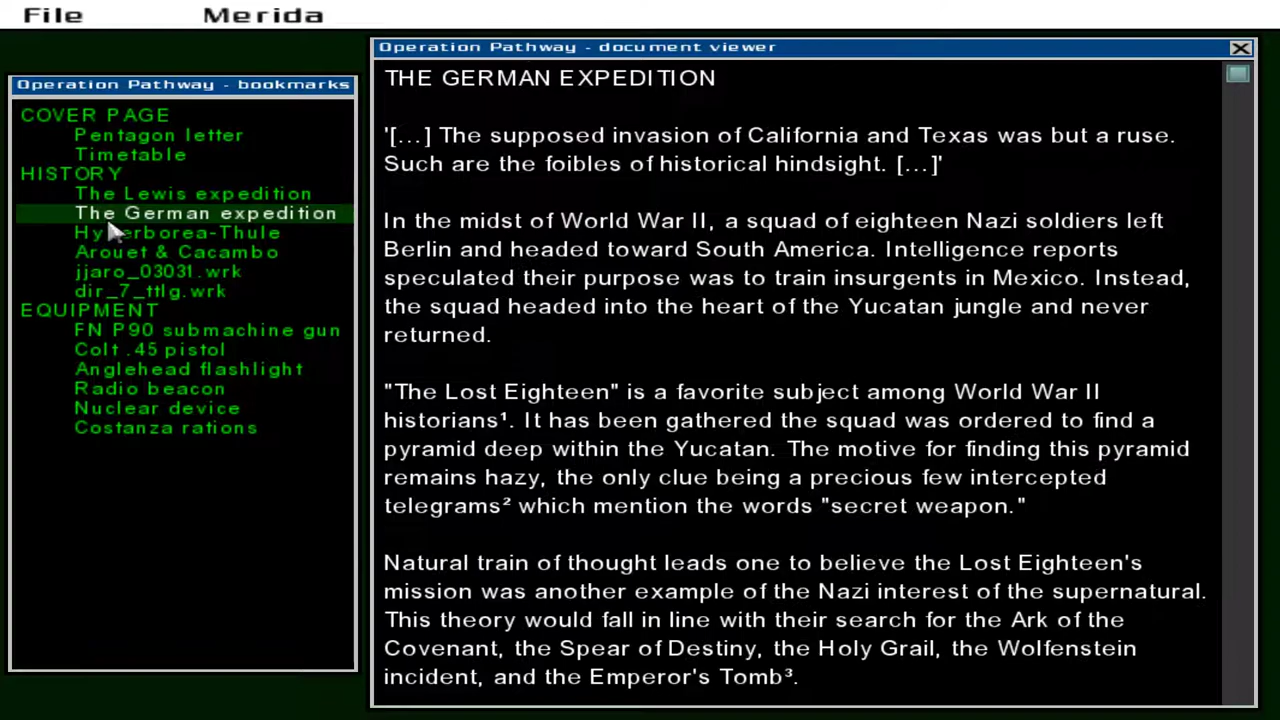 File Merida
Operation Pathway - bookmarks
COVER PAGE
Pentagon letter
Timetable
HISTORY
The Lewis expedition
The German expedition
Hyperborea-Thule
Arouet & Cacambo
jjaro_03031.wrk
dir_7_ttlg.wrk
EQUIPMENT
FN P90 submachine gun
Colt .45 pistol
Anglehead flashlight
Radio beacon
Nuclear device
Costanza rations
Operation Pathway - document viewer
THE GERMAN EXPEDITION
'[...] The supposed invasion of California and Texas was but a ruse.
Such are the foibles of historical hindsight. [...]'
In the midst of World War II, a squad of eighteen Nazi soldiers left
Berlin and headed toward South America. Intelligence reports
speculated their purpose was to train insurgents in Mexico. Instead,
the squad headed into the heart of the Yucatan jungle and never
returned.
"The Lost Eighteen" is a favorite subject among World War II
historians¹. It has been gathered the squad was ordered to find a
pyramid deep within the Yucatan. The motive for finding this pyramid
remains hazy, the only clue being a precious few intercepted
telegrams² which mention the words "secret weapon."
Natural train of thought leads one to believe the Lost Eighteen's
mission was another example of the Nazi interest of the supernatural.
This theory would fall in line with their search for the Ark of the
Covenant, the Spear of Destiny, the Holy Grail, the Wolfenstein
incident, and the Emperor's Tomb³.